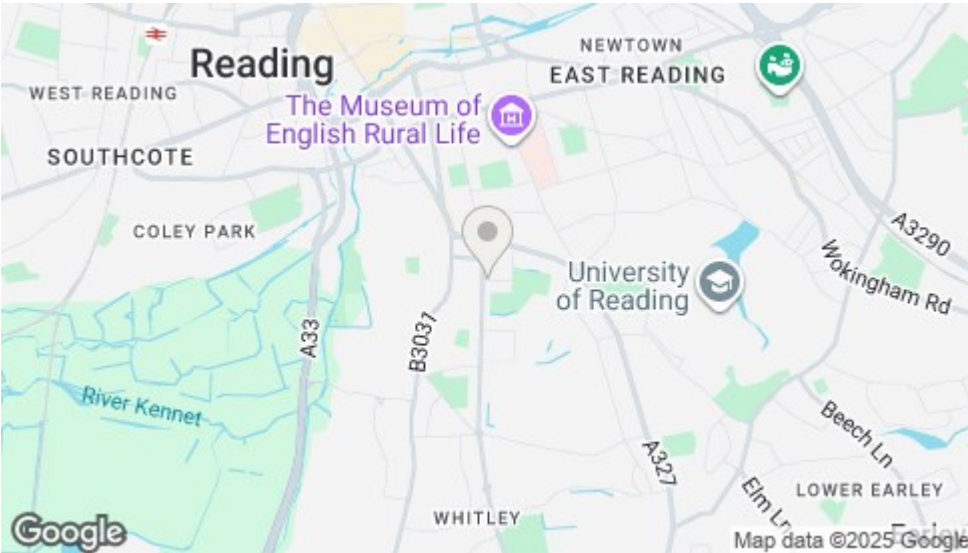 Reading
NEWTOWN
EAST READING
WEST READING
The Museum of
English Rural Life
SOUTHCOTE
COLEY PARK
A3290
Wokingham Rd
University
of Reading
A33
B3031
River Kennet
Beech Ln
A327
Elm Ln
LOWER EARLEY
WHITLEY
Earley
Google
Map data ©2025 Google